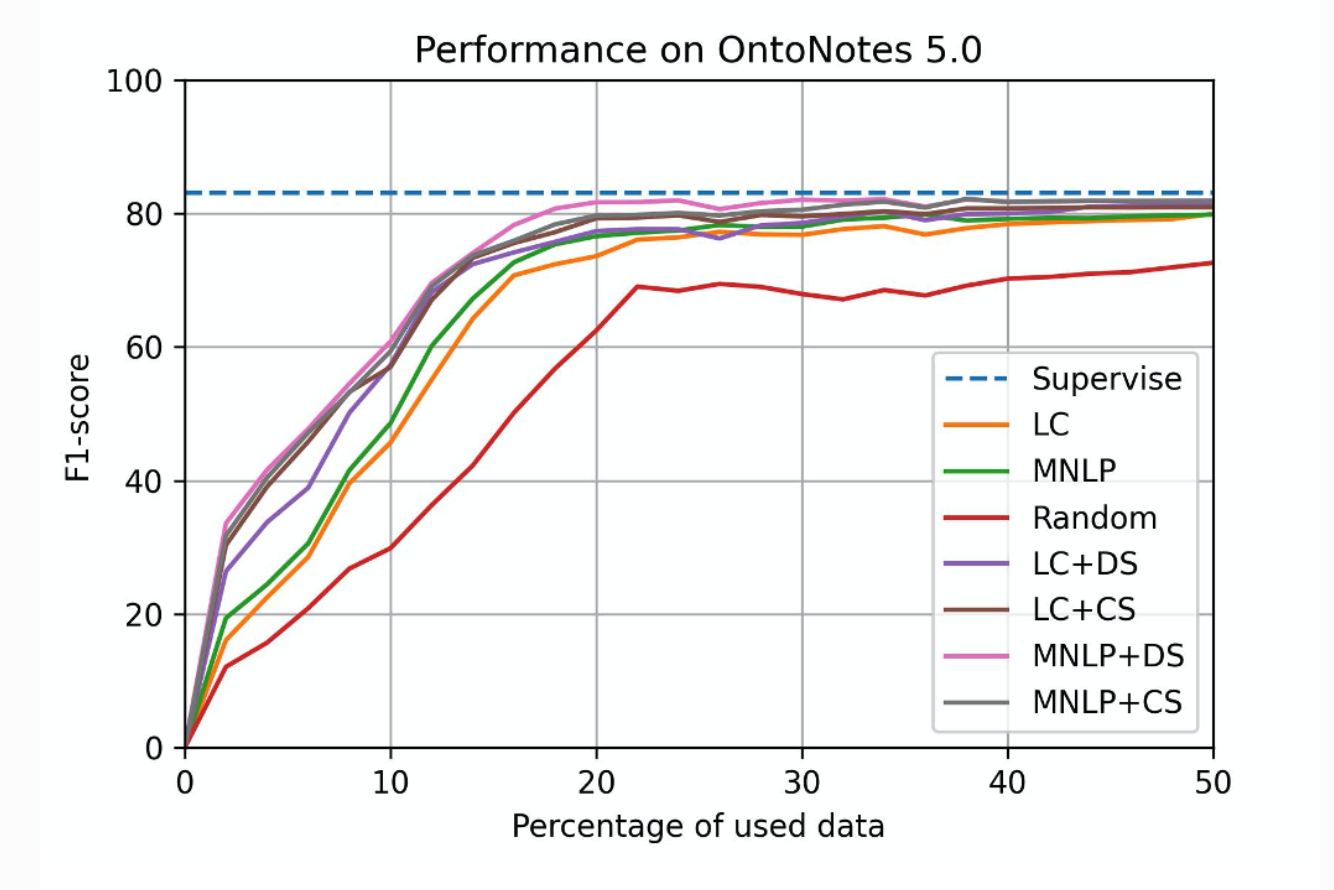 Performance on OntoNotes 5.0
100
80
60
40
20
0
F1-score
0 10 20 30 40 50
Percentage of used data
Supervise
LC
MNLP
Random
LC+DS
LC+CS
MNLP+DS
MNLP+CS